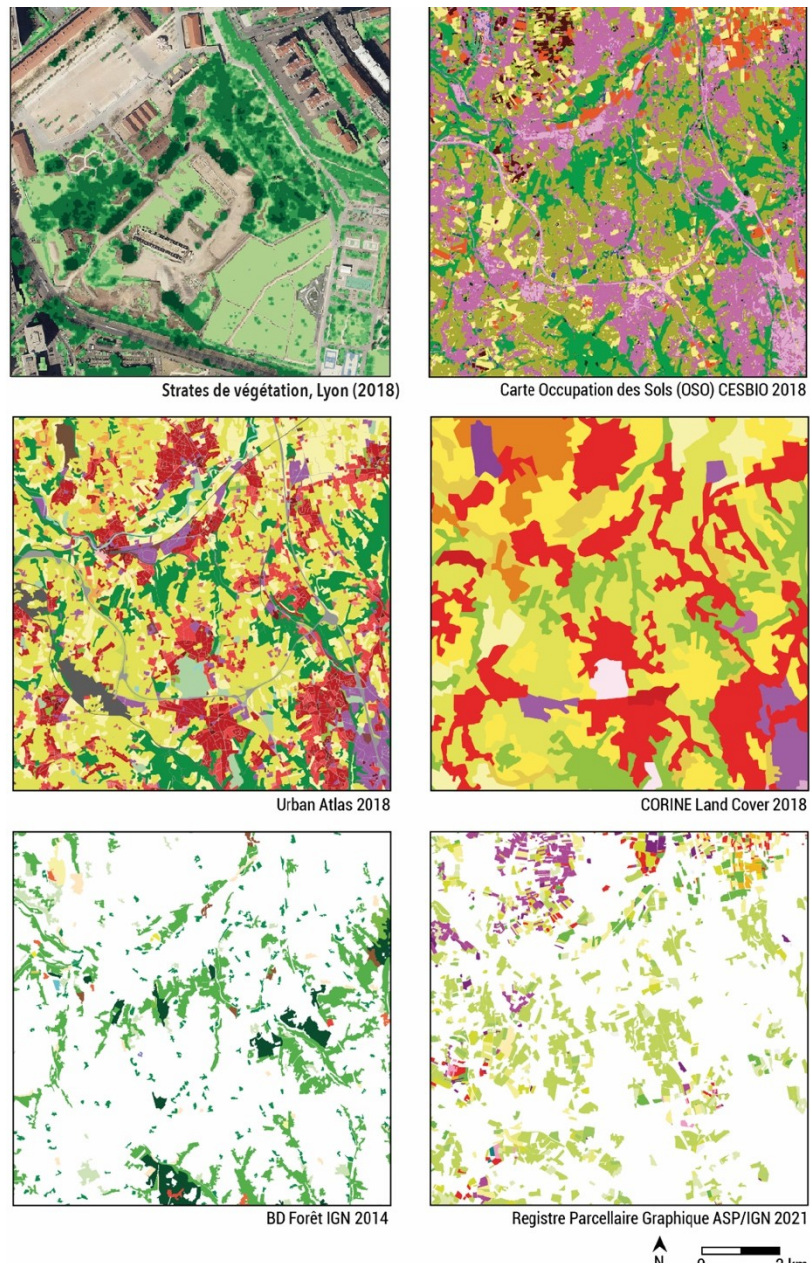 Strates de végétation, Lyon (2018)
Carte Occupation des Sols (OSO) CESBIO 2018
Urban Atlas 2018
CORINE Land Cover 2018
BD Forêt IGN 2014
Registre Parcellaire Graphique ASP/IGN 2021
N
0 2 km